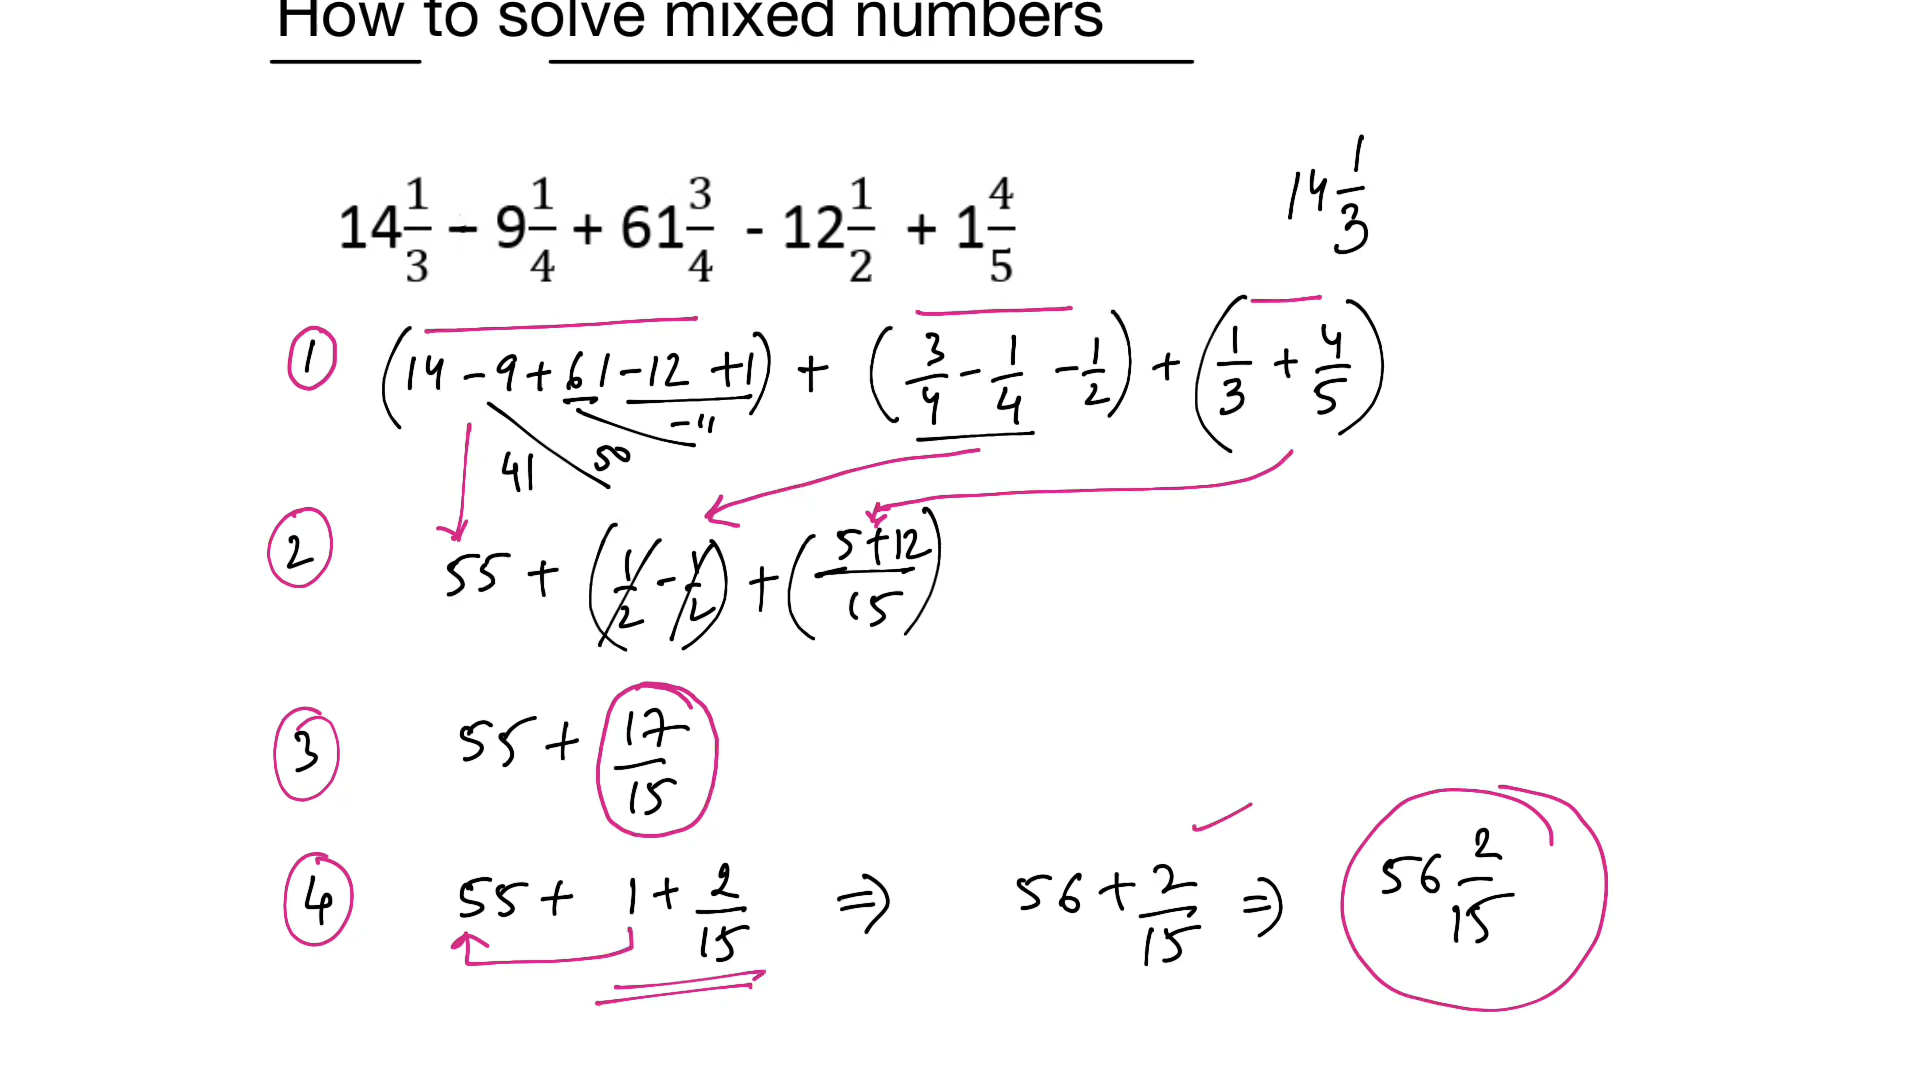 How to solve mixed numbers
14 1/3 - 9 1/4 + 61 3/4 - 12 1/2 + 1 4/5
14 1/3
1 (14 - 9 + 61 - 12 + 1) + (3/4 - 1/4 - 1/2) + (1/3 + 4/5)
-11
41 50
2 55 + (1/2 - 1/2) + (5+12/15)
3 55 + 17/15
4 55 + 1 + 2/15 ⇒ 56 + 2/15 ⇒ 56 2/15